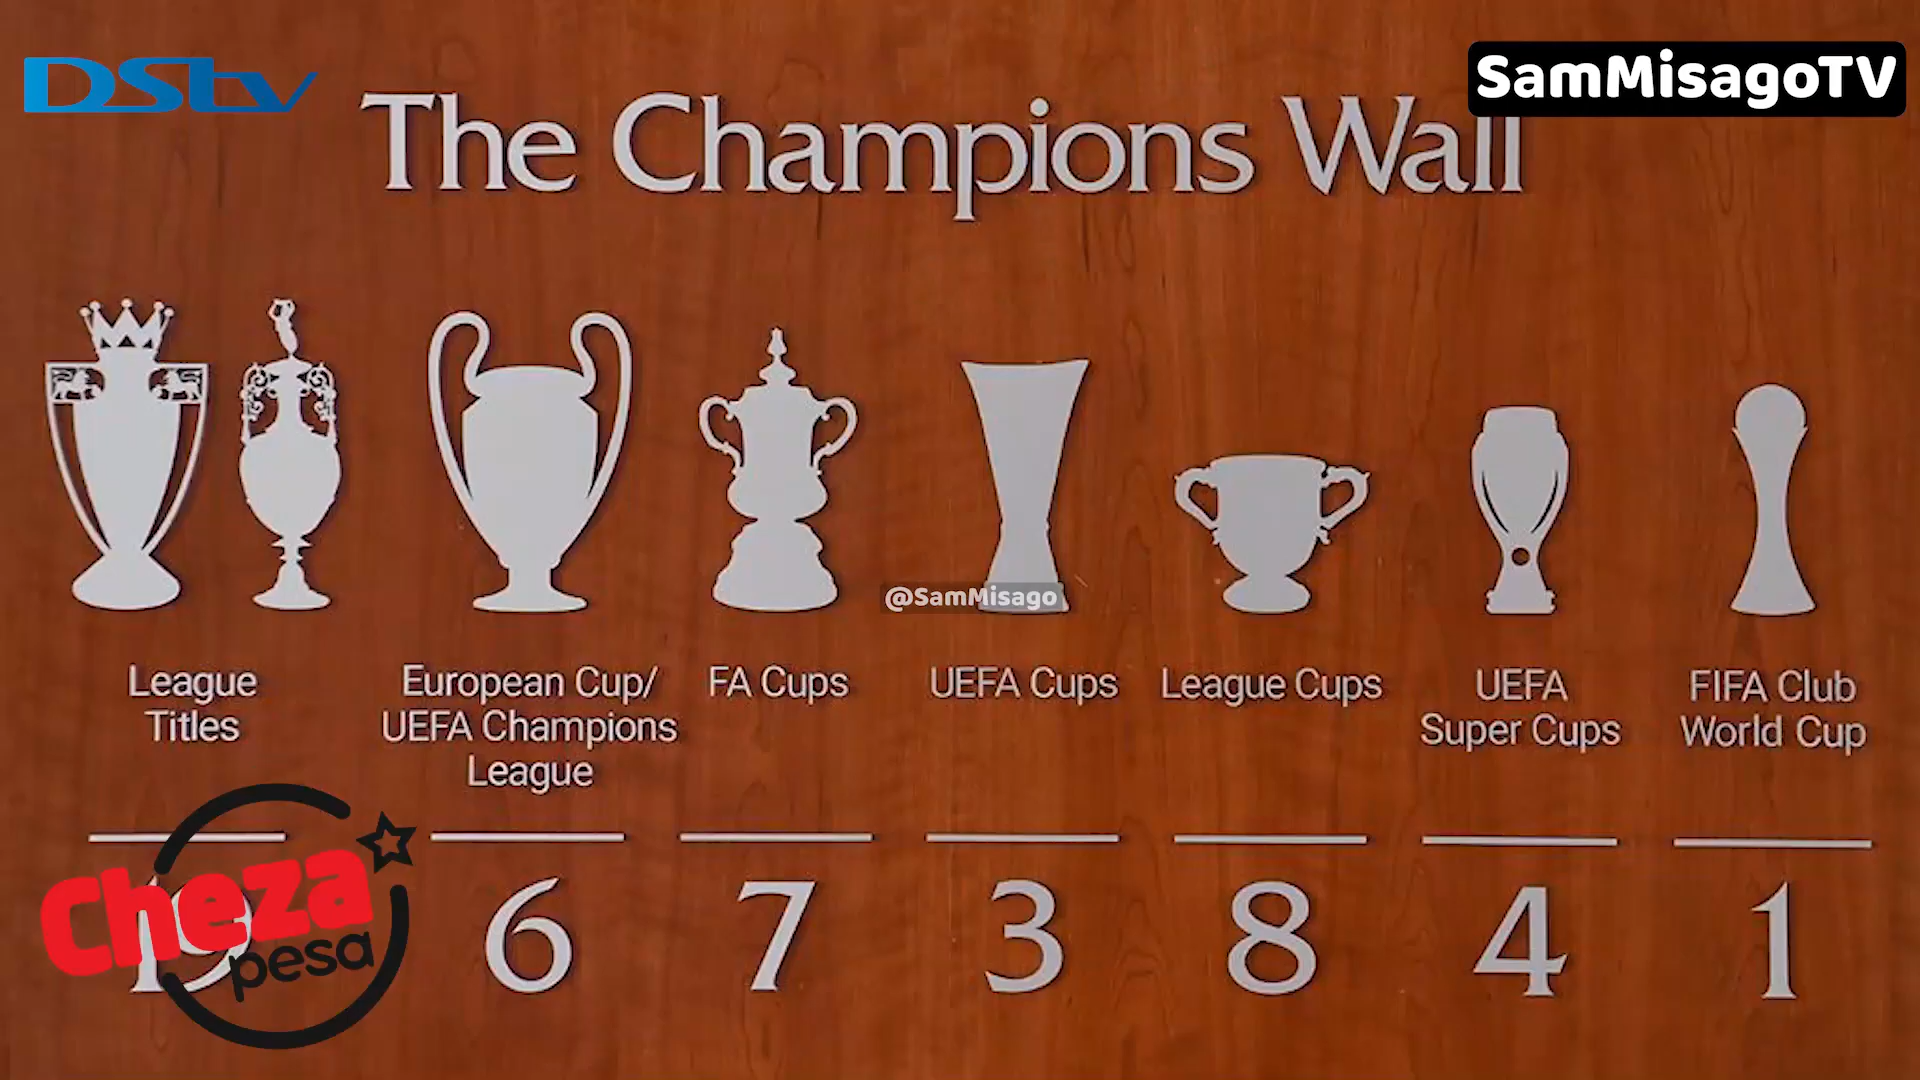 DStv
SamMisagoTV
The Champions Wall
@SamMisago
League
Titles
European Cup/
UEFA Champions
League
FA Cups
UEFA Cups
League Cups
UEFA
Super Cups
FIFA Club
World Cup
Cheza
pesa
19
6
7
3
8
4
1